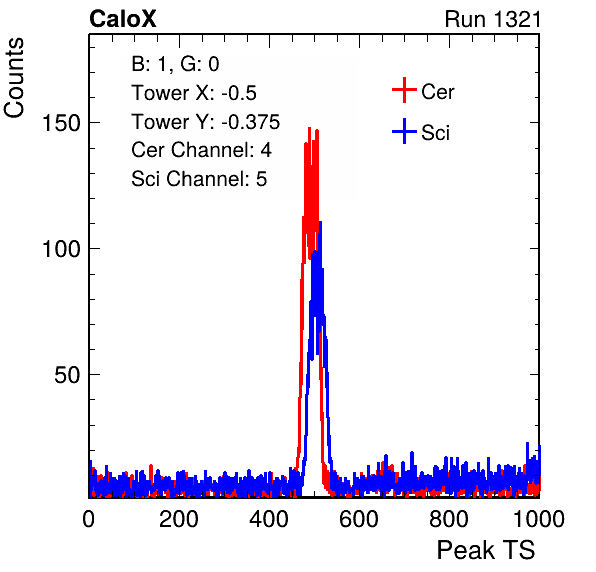 CaloX Run 1321
Counts
B: 1, G: 0
Tower X: -0.5
Tower Y: -0.375
Cer Channel: 4
Sci Channel: 5
Cer
Sci
150
100
50
0 200 400 600 800 1000
Peak TS